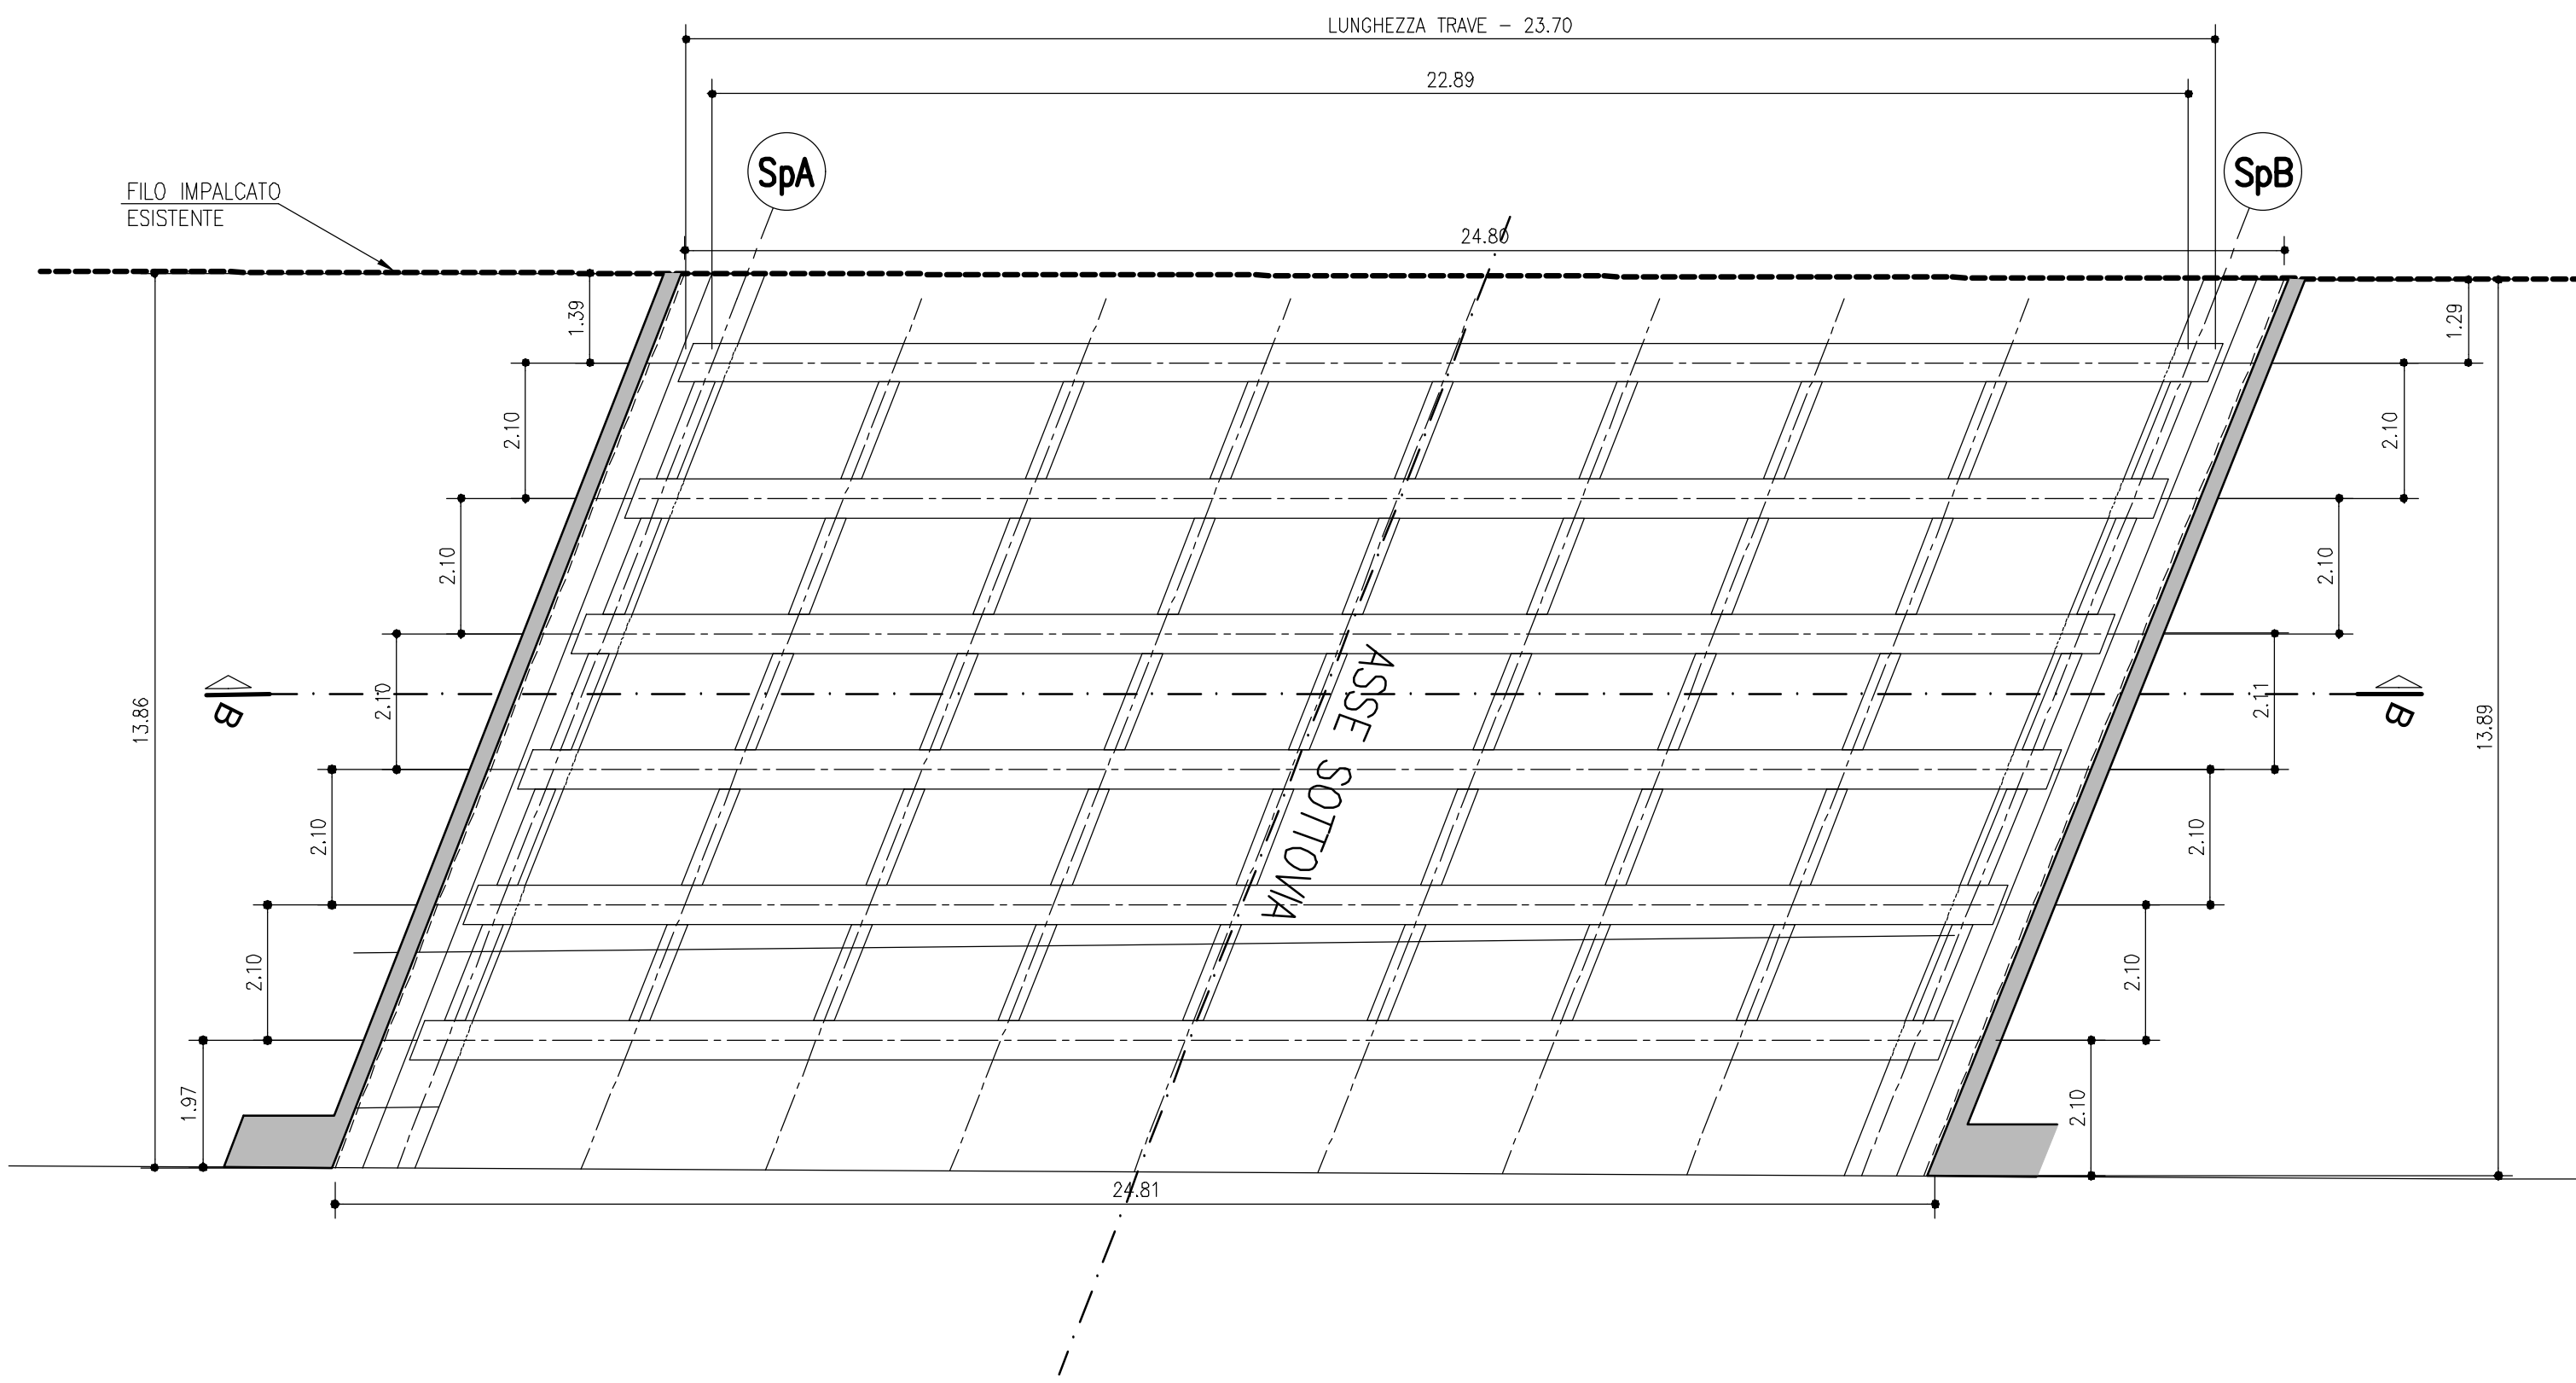 LUNGHEZZA TRAVE - 23.70
22.89
SpA
SpB
FILO IMPALCATO
ESISTENTE
24.80
1.39
1.29
2.10
2.10
2.10
2.10
2.10
2.11
13.86
B
ASSE SOTTOVIA
B
13.89
2.10
2.10
2.10
2.10
1.97
2.10
24.81